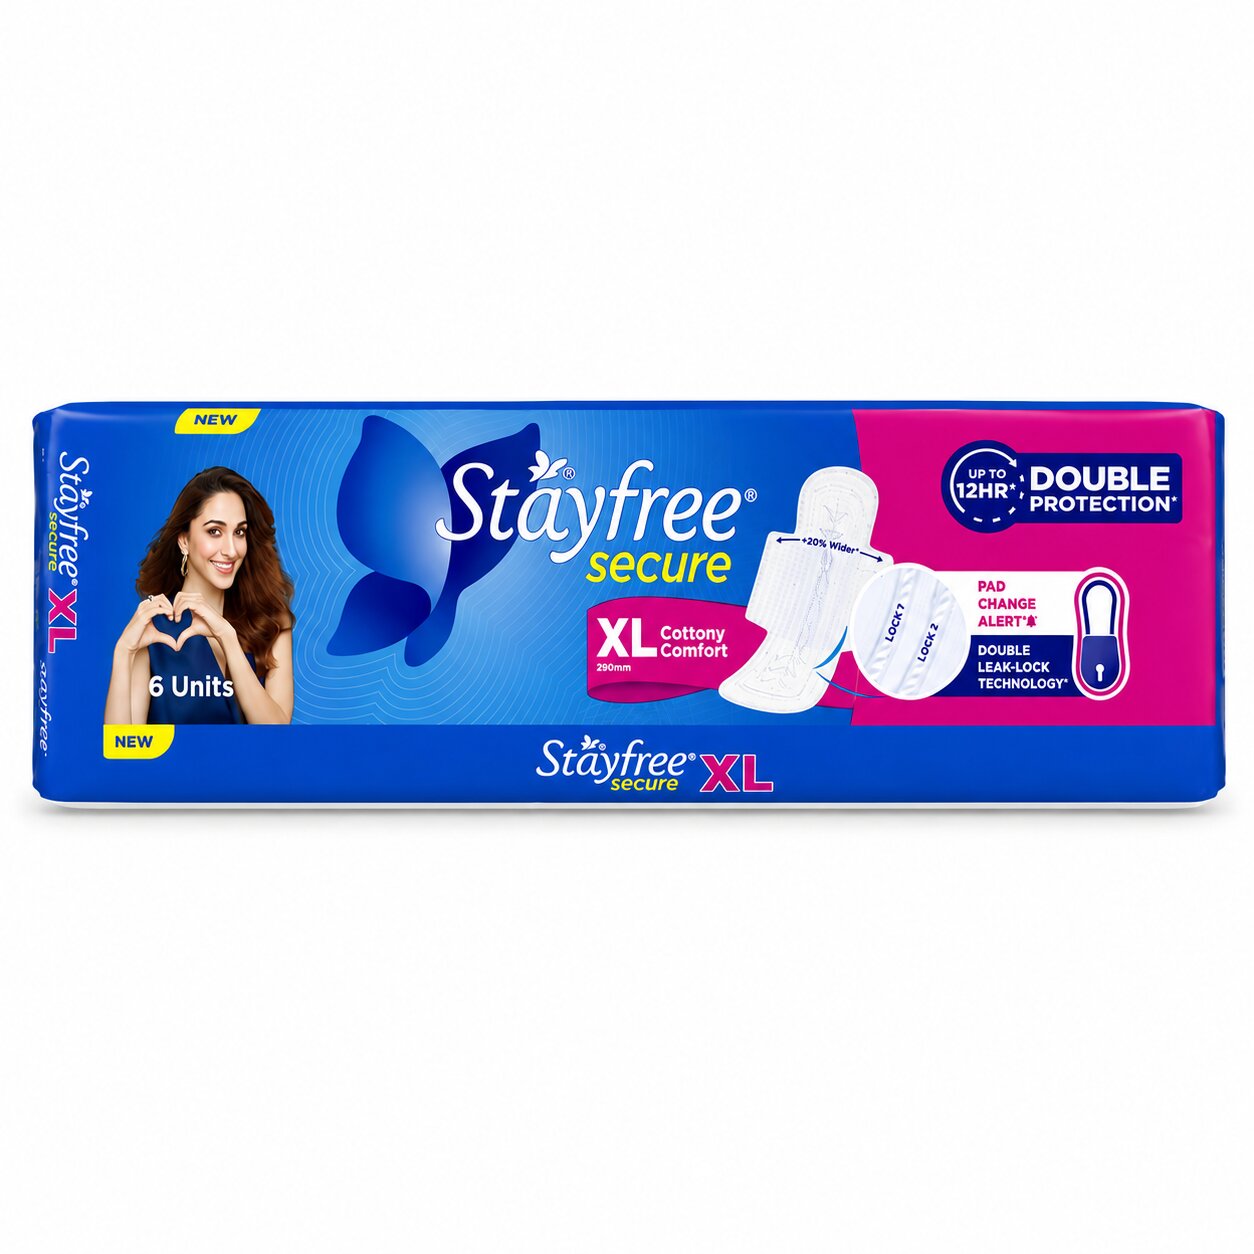 NEW
Stayfree®
secure
XL
stayfree
6 Units
Stayfree®
secure
XL Cottony
Comfort
290mm
+20% Wider*
LOCK 1
LOCK 2
UP TO
12HR*
DOUBLE
PROTECTION*
PAD
CHANGE
ALERT*
DOUBLE
LEAK-LOCK
TECHNOLOGY*
NEW
Stayfree®
secure
XL